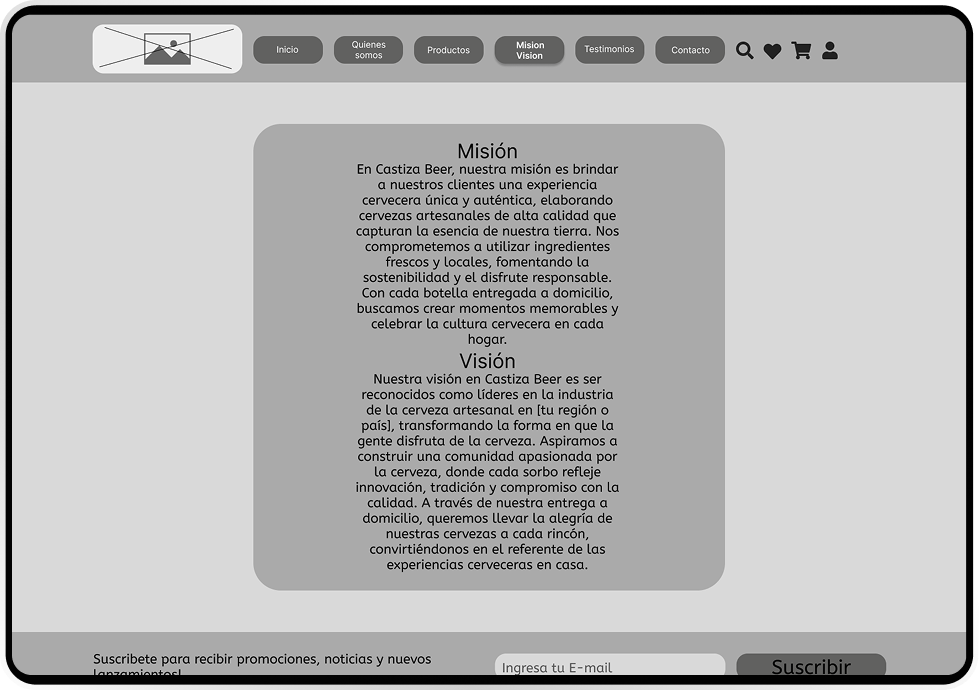 Inicio
Quienes
somos
Productos
Mision
Vision
Testimonios
Contacto
Misión
En Castiza Beer, nuestra misión es brindar
a nuestros clientes una experiencia
cervecera única y auténtica, elaborando
cervezas artesanales de alta calidad que
capturan la esencia de nuestra tierra. Nos
comprometemos a utilizar ingredientes
frescos y locales, fomentando la
sostenibilidad y el disfrute responsable.
Con cada botella entregada a domicilio,
buscamos crear momentos memorables y
celebrar la cultura cervecera en cada
hogar.
Visión
Nuestra visión en Castiza Beer es ser
reconocidos como líderes en la industria
de la cerveza artesanal en [tu región o
país], transformando la forma en que la
gente disfruta de la cerveza. Aspiramos a
construir una comunidad apasionada por
la cerveza, donde cada sorbo refleje
innovación, tradición y compromiso con la
calidad. A través de nuestra entrega a
domicilio, queremos llevar la alegría de
nuestras cervezas a cada rincón,
convirtiéndonos en el referente de las
experiencias cerveceras en casa.
Suscribete para recibir promociones, noticias y nuevos
lanzamientos!
Ingresa tu E-mail
Suscribir